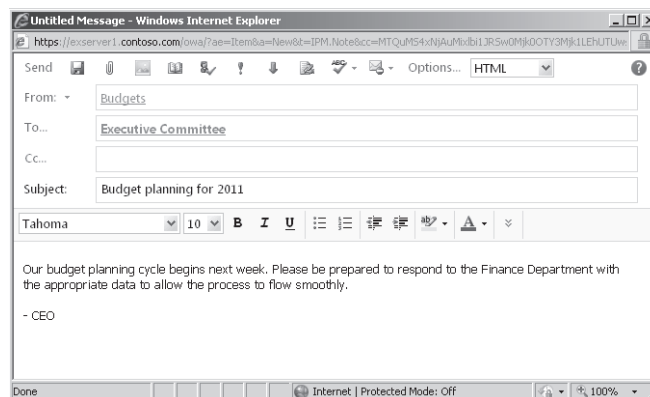 Untitled Message - Windows Internet Explorer
https://exserver1.contoso.com/owa/?ae=Item&a=New&t=IPM.Note&cc=
Send Options... HTML
From: Budgets
To... Executive Committee
Cc...
Subject: Budget planning for 2011
Tahoma 10 B I U A
Our budget planning cycle begins next week. Please be prepared to respond to the Finance Department with
the appropriate data to allow the process to flow smoothly.
- CEO
Done Internet | Protected Mode: Off 100%